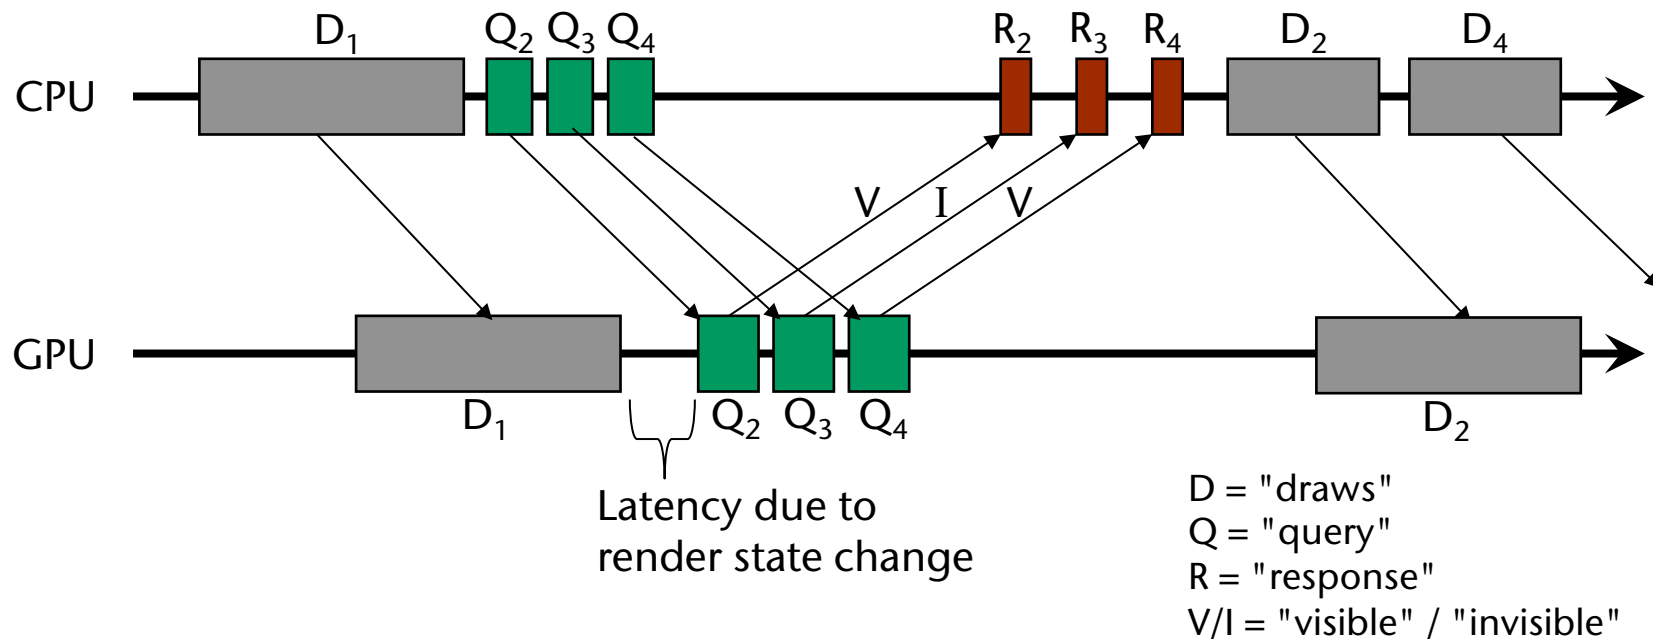 D₁ Q₂ Q₃ Q₄ R₂ R₃ R₄ D₂ D₄
CPU
V I V
GPU
D₁ Q₂ Q₃ Q₄ D₂
Latency due to
render state change
D = "draws"
Q = "query"
R = "response"
V/I = "visible" / "invisible"